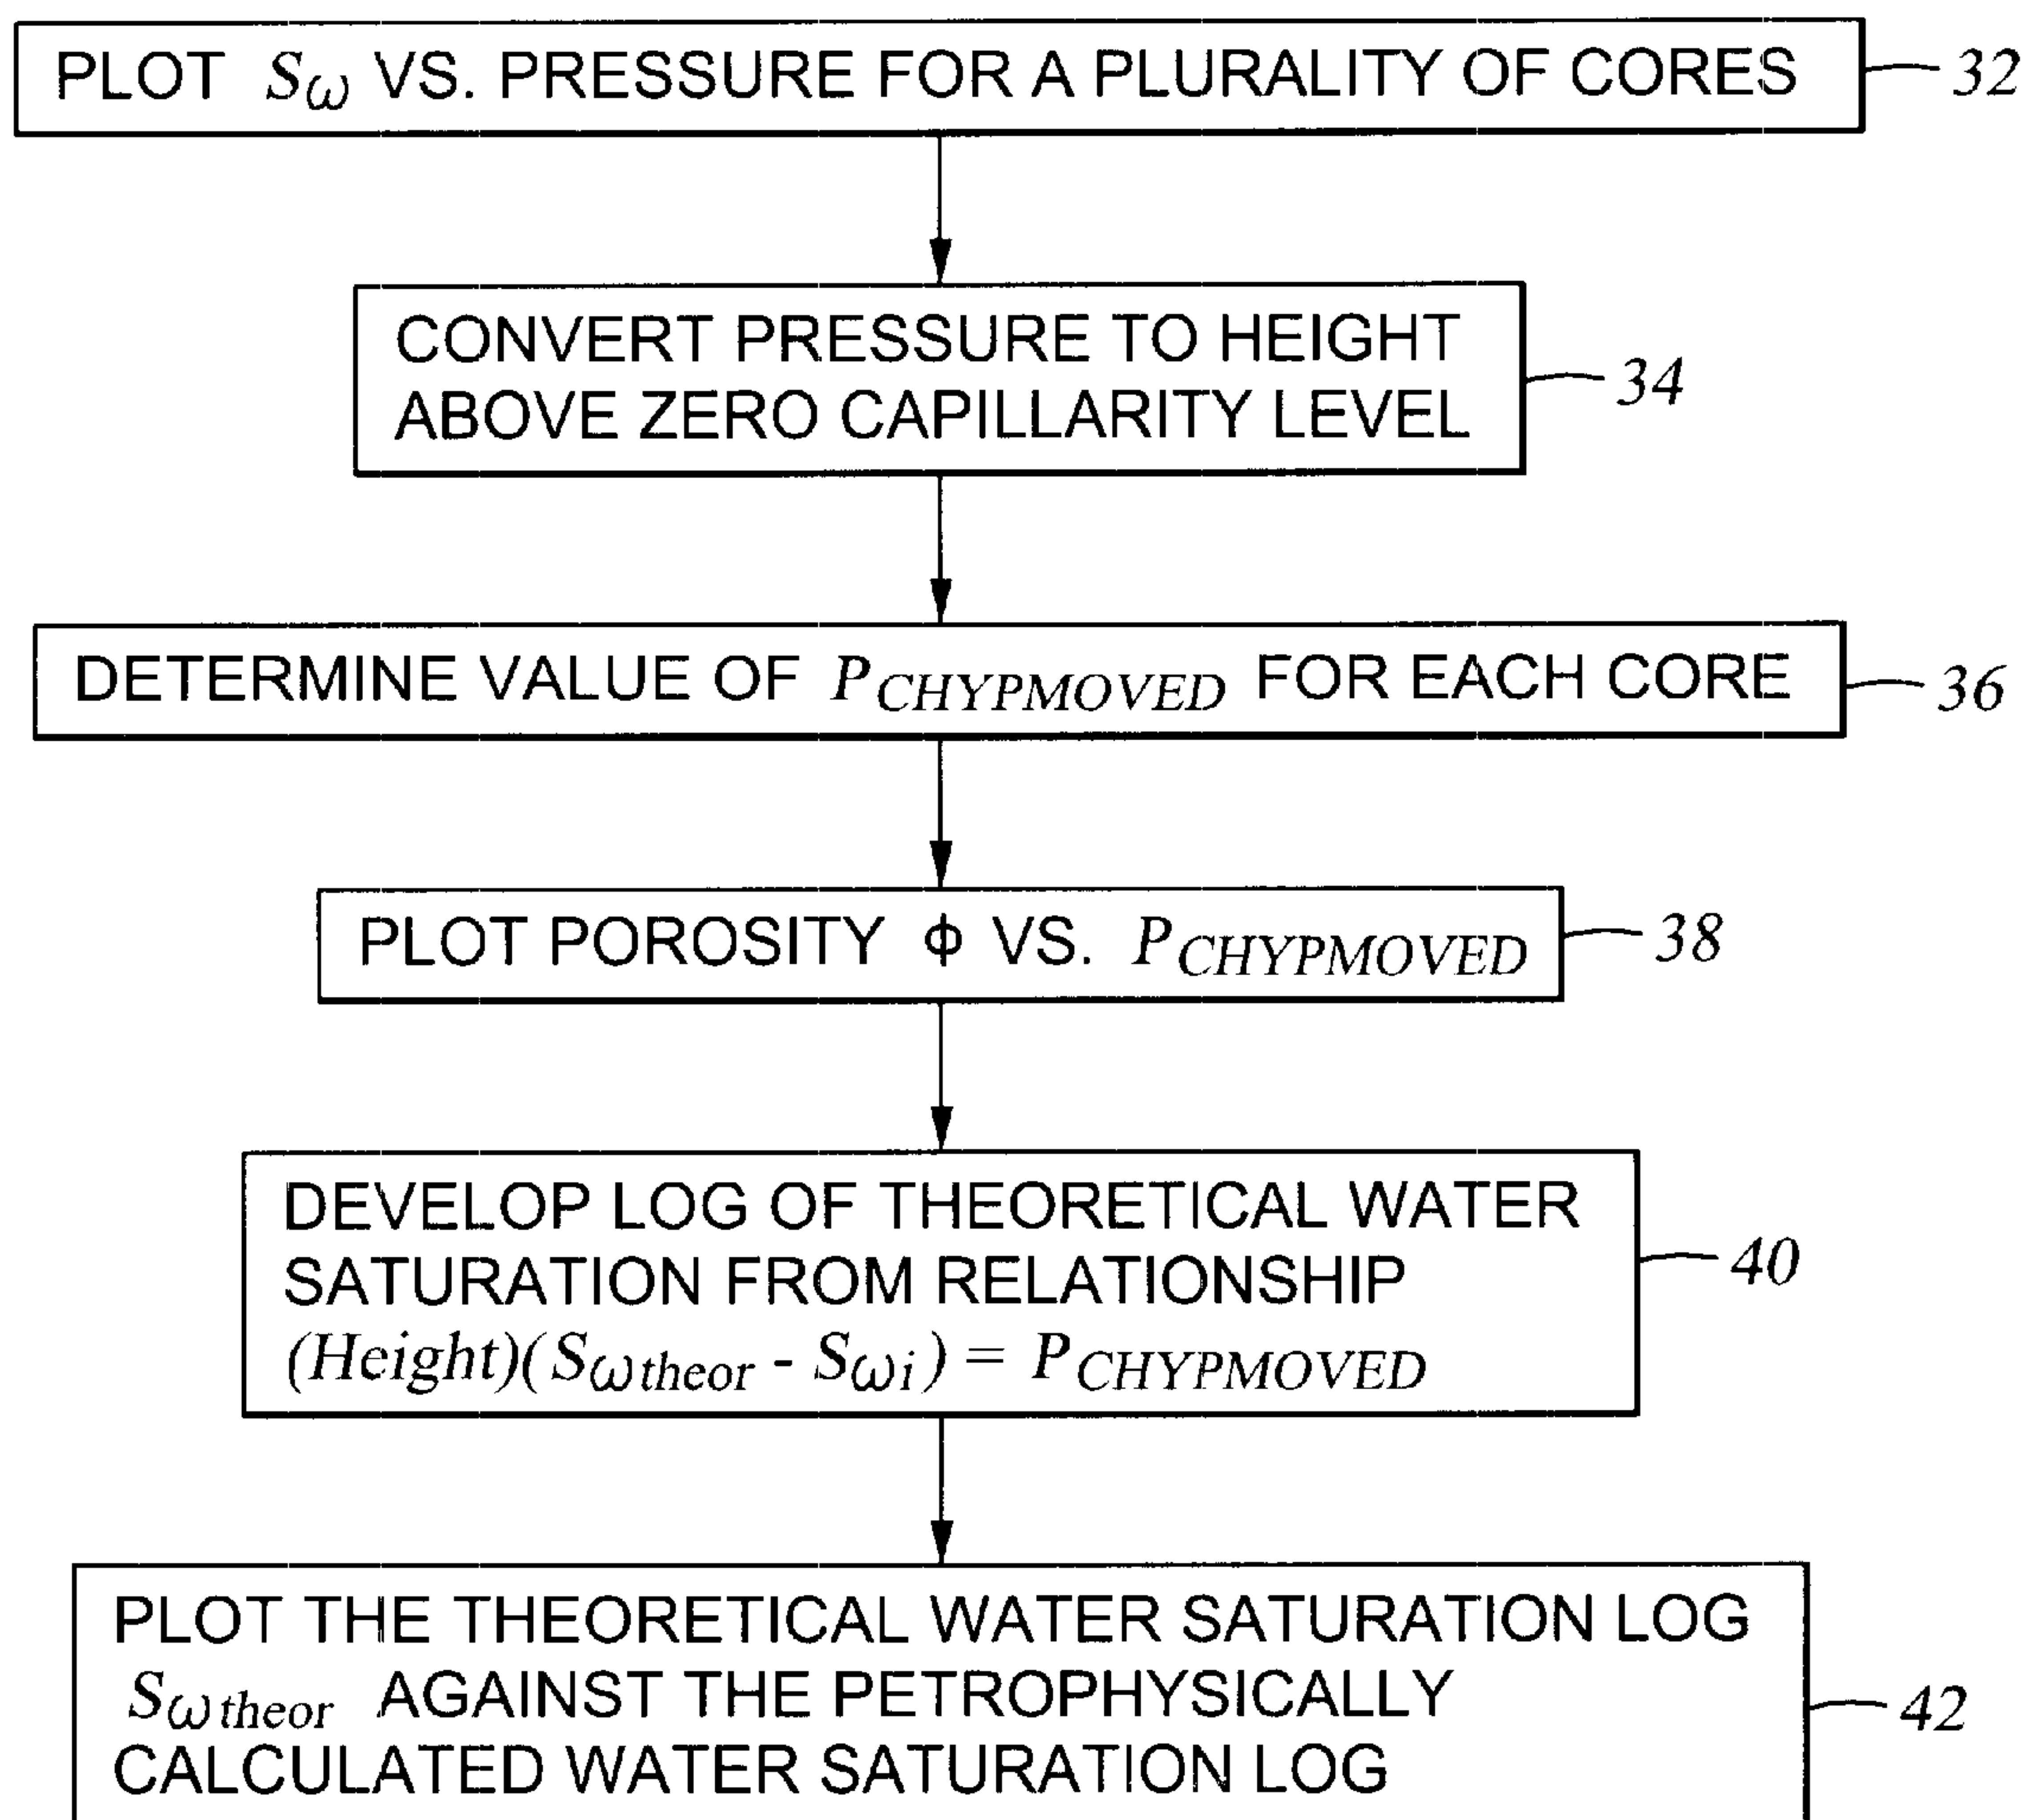 PLOT Sω VS. PRESSURE FOR A PLURALITY OF CORES
32
CONVERT PRESSURE TO HEIGHT
ABOVE ZERO CAPILLARITY LEVEL
34
DETERMINE VALUE OF PCHYPMOVED FOR EACH CORE
36
PLOT POROSITY ϕ VS. PCHYPMOVED
38
DEVELOP LOG OF THEORETICAL WATER
SATURATION FROM RELATIONSHIP
(Height)(Sωtheor - Sωi) = PCHYPMOVED
40
PLOT THE THEORETICAL WATER SATURATION LOG
Sωtheor AGAINST THE PETROPHYSICALLY
CALCULATED WATER SATURATION LOG
42